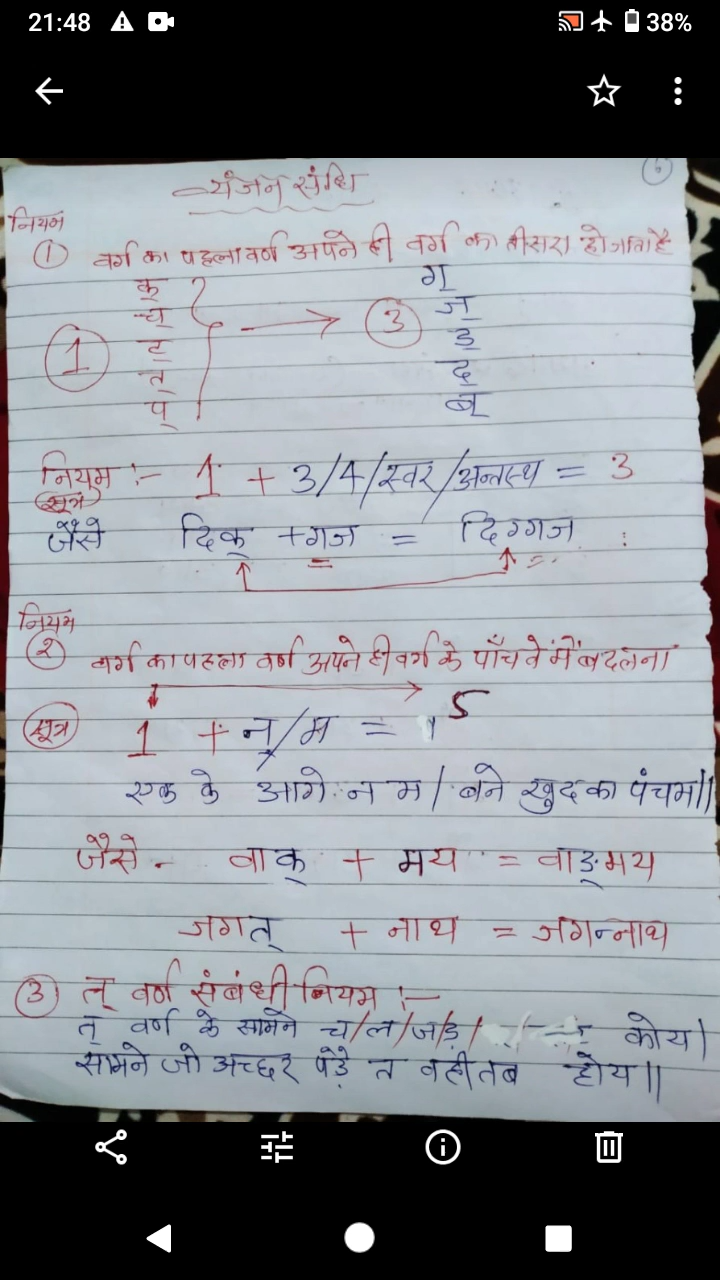 21:48 38%
व्यंजन संधि
6
नियम
① वर्ग का पहला वर्ण अपने ही वर्ग का तीसरा हो जाता है
क् ग्
च् ज्
1 ट् → 3 ड्
त् द्
प् ब्
नियम :- 1 + 3/4/स्वर/अन्तस्थ = 3
सूत्र
जैसे दिक् + गज = दिग्गज
नियम
② वर्ग का पहला वर्ण अपने ही वर्ग के पाँचवे में बदलना
सूत्र 1 + न्/म = 5
एक के आगे न म / बने खुद का पंचम॥
जैसे - वाक् + मय = वाङ्मय
जगत् + नाथ = जगन्नाथ
③ त् वर्ण संबंधी नियम :-
त् वर्ण के सामने च/ल/ज/ड़/ कोय।
सामने जो अच्छर पड़े त वही तब होय॥